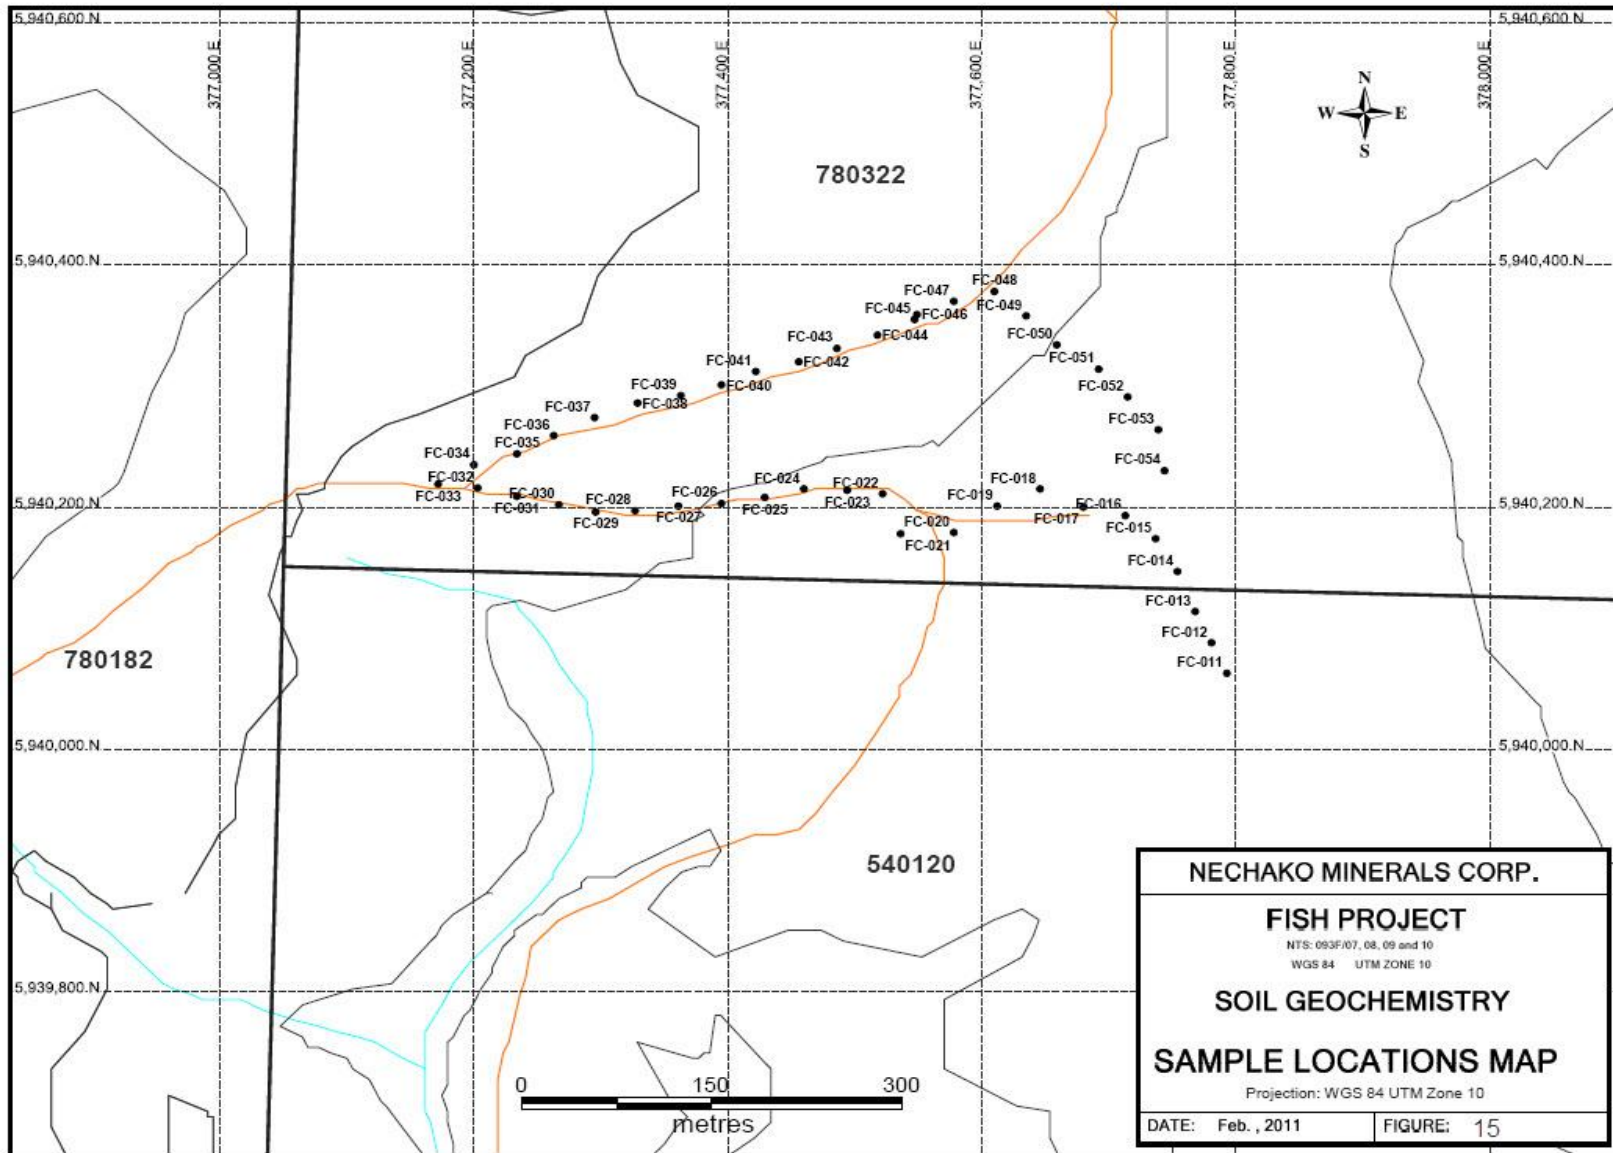 5,940,600 N
5,940,600 N
377,000 E
377,200 E
377,400 E
377,600 E
377,800 E
378,000 E
N
W E
S
780322
5,940,400 N
5,940,400 N
FC-048
FC-047
FC-045
FC-046
FC-049
FC-043
FC-044
FC-050
FC-041
FC-042
FC-051
FC-039
FC-040
FC-052
FC-037
FC-038
FC-053
FC-036
FC-035
FC-034
FC-054
FC-032
FC-033
FC-030
FC-031
FC-028
FC-029
FC-026
FC-027
FC-024
FC-025
FC-022
FC-023
FC-018
FC-019
FC-016
FC-017
FC-020
FC-021
FC-015
5,940,200 N
5,940,200 N
FC-014
FC-013
FC-012
FC-011
780182
5,940,000 N
5,940,000 N
540120
5,939,800 N
0 150 300
metres
NECHAKO MINERALS CORP.
FISH PROJECT
NTS: 093F/07, 08, 09 and 10
WGS 84 UTM ZONE 10
SOIL GEOCHEMISTRY
SAMPLE LOCATIONS MAP
Projection: WGS 84 UTM Zone 10
DATE: Feb. , 2011 FIGURE: 15